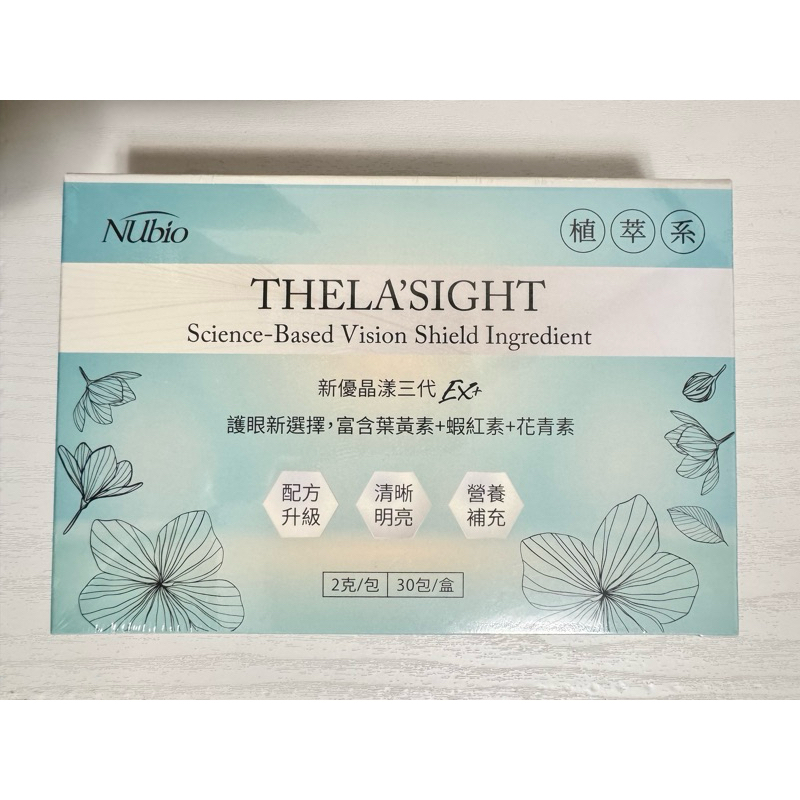 NUbio
植萃系
THELA'SIGHT
Science-Based Vision Shield Ingredient
新優晶漾三代 EX+
護眼新選擇,富含葉黃素+蝦紅素+花青素
配方
升級
清晰
明亮
營養
補充
2克/包 30包/盒